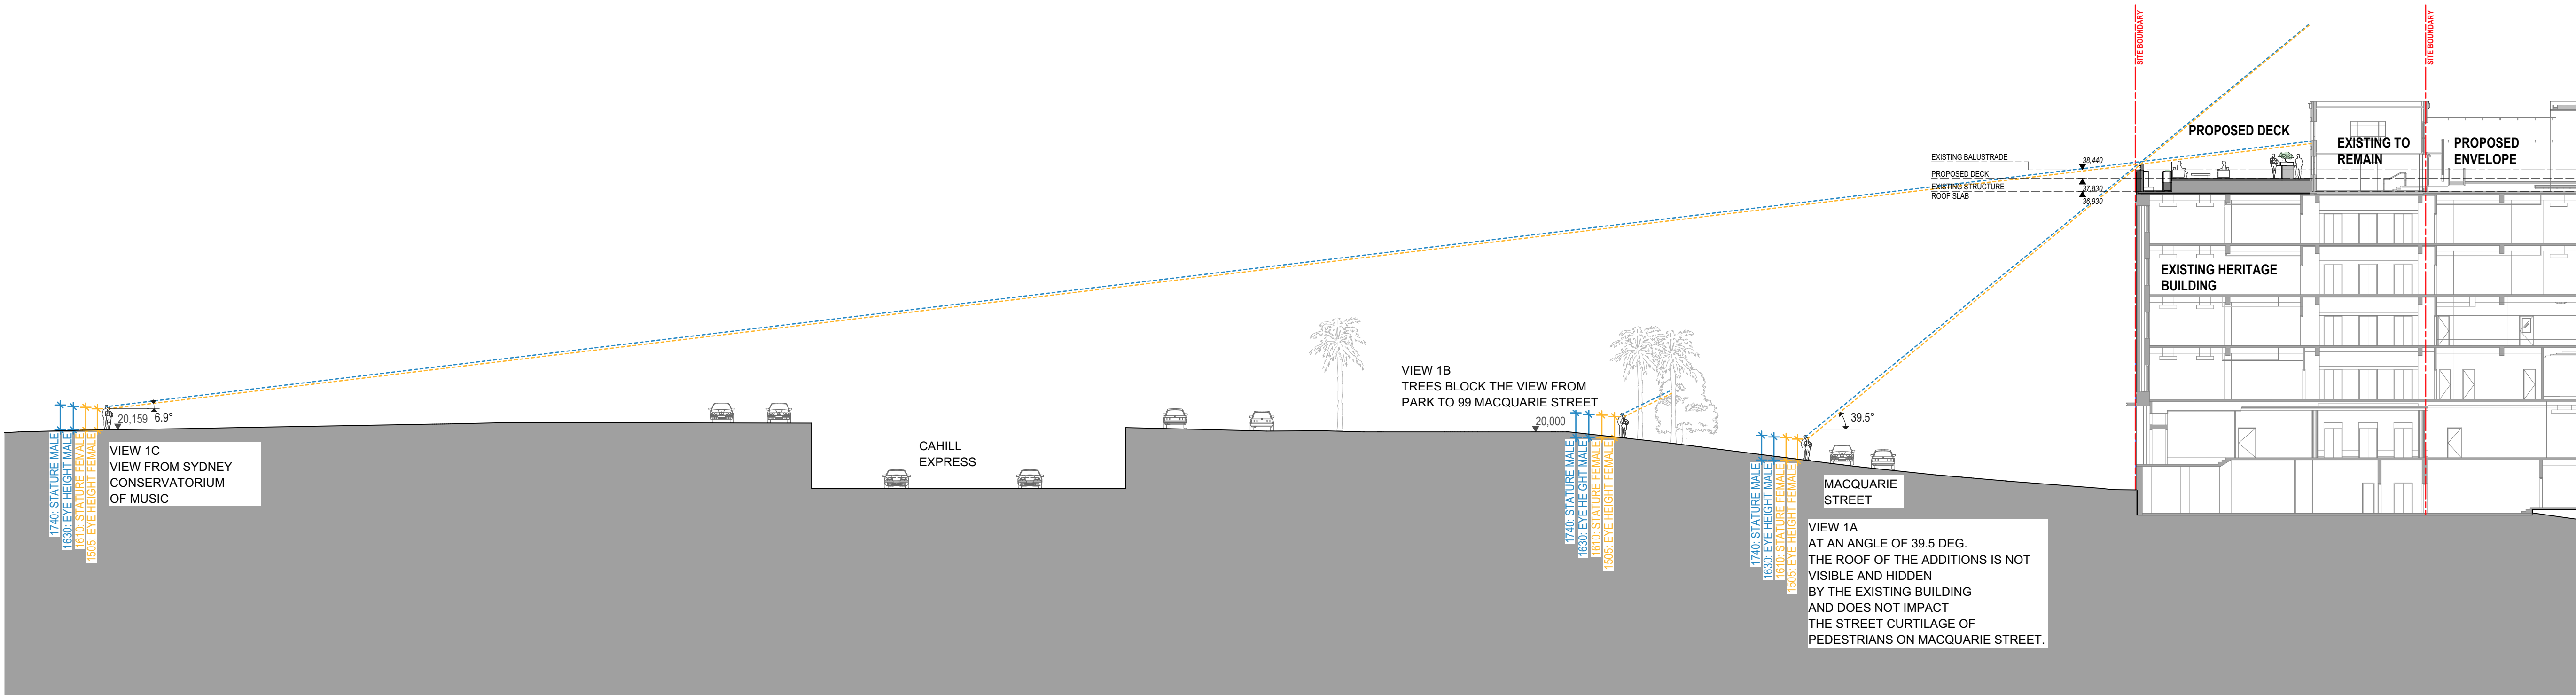 SITE BOUNDARY
SITE BOUNDARY
PROPOSED DECK
EXISTING TO
REMAIN
PROPOSED
ENVELOPE
EXISTING BALUSTRADE
38,440
PROPOSED DECK
37,830
EXISTING STRUCTURE
ROOF SLAB
36,930
EXISTING HERITAGE
BUILDING
VIEW 1B
TREES BLOCK THE VIEW FROM
PARK TO 99 MACQUARIE STREET
20,159
6.9°
20,000
39.5°
1740: STATURE MALE
1630: EYE HEIGHT MALE
1610: STATURE FEMALE
1505: EYE HEIGHT FEMALE
VIEW 1C
VIEW FROM SYDNEY
CONSERVATORIUM
OF MUSIC
CAHILL
EXPRESS
1740: STATURE MALE
1630: EYE HEIGHT MALE
1610: STATURE FEMALE
1505: EYE HEIGHT FEMALE
1740: STATURE MALE
1630: EYE HEIGHT MALE
1610: STATURE FEMALE
1505: EYE HEIGHT FEMALE
MACQUARIE
STREET
VIEW 1A
AT AN ANGLE OF 39.5 DEG.
THE ROOF OF THE ADDITIONS IS NOT
VISIBLE AND HIDDEN
BY THE EXISTING BUILDING
AND DOES NOT IMPACT
THE STREET CURTILAGE OF
PEDESTRIANS ON MACQUARIE STREET.